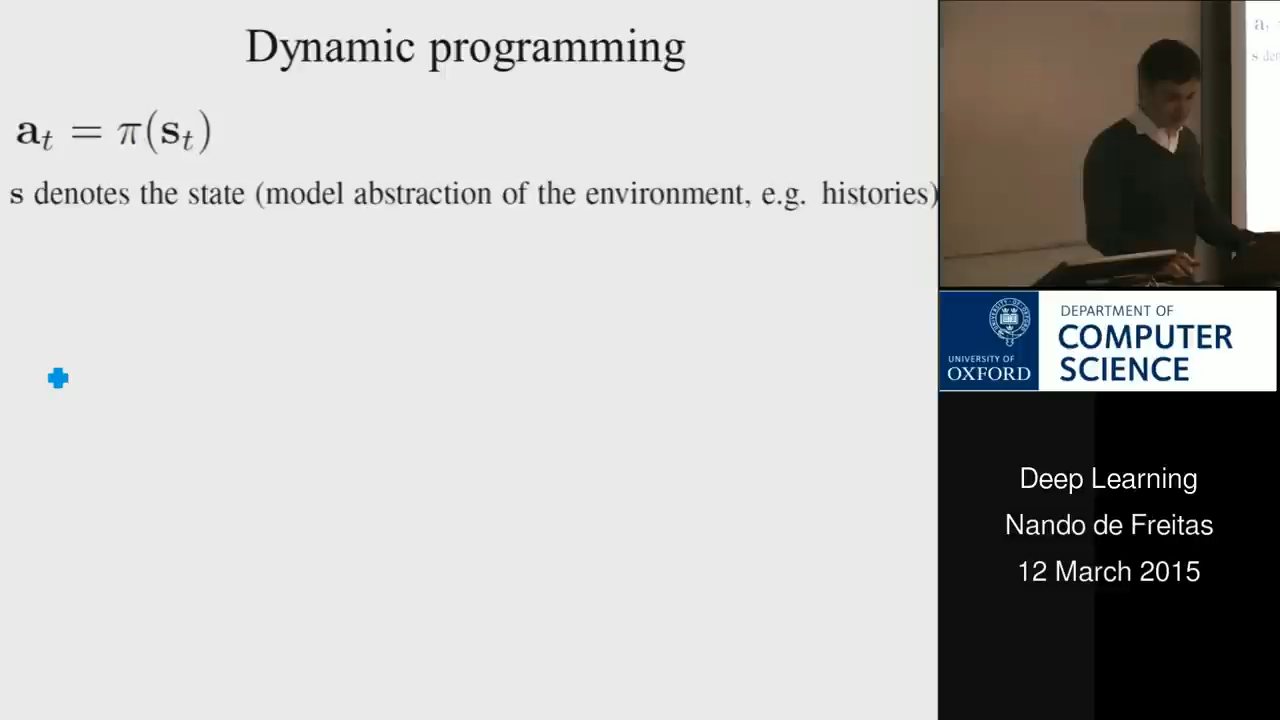 Dynamic programming
a_t = π(s_t)
s denotes the state (model abstraction of the environment, e.g. histories)
a,
s den
UNIVERSITY OF
OXFORD
DEPARTMENT OF
COMPUTER
SCIENCE
Deep Learning
Nando de Freitas
12 March 2015